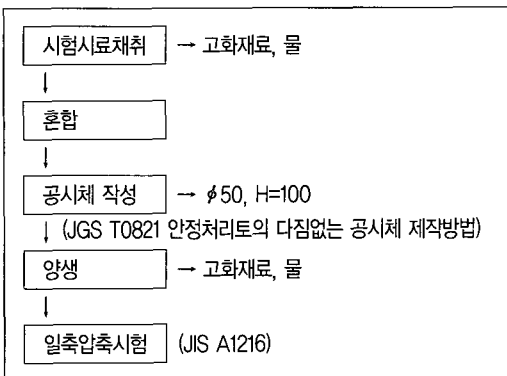 시험시료채취 → 고화재료, 물
↓
혼합
↓
공시체 작성 → ϕ50, H=100
↓ (JGS T0821 안정처리토의 다짐없는 공시체 제작방법)
양생 → 고화재료, 물
↓
일축압축시험 (JIS A1216)